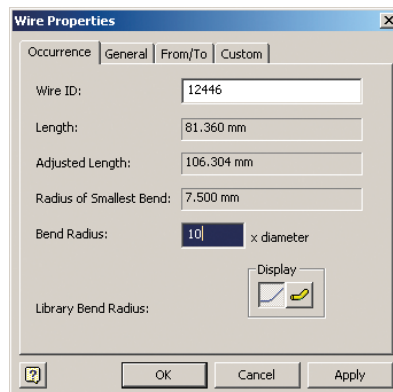 Wire Properties
Occurrence General From/To Custom
Wire ID: 12446
Length: 81.360 mm
Adjusted Length: 106.304 mm
Radius of Smallest Bend: 7.500 mm
Bend Radius: 10 x diameter
Display
Library Bend Radius:
OK Cancel Apply